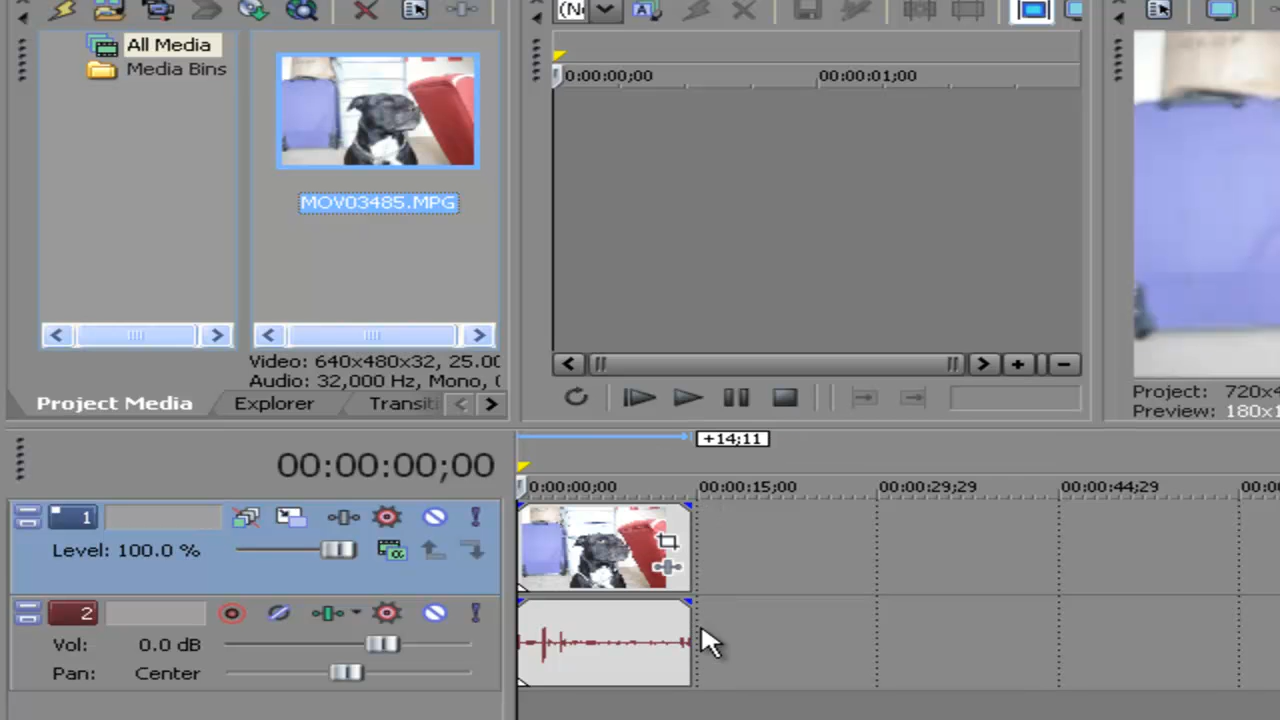 (N
All Media
Media Bins
MOV03485.MPG
Video: 640x480x32, 25.00
Audio: 32,000 Hz, Mono, (
Project Media
Explorer
Transiti
0:00:00;00
00:00:01;00
Project: 720x4
Preview: 180x1
00:00:00;00
+14;11
0:00:00;00
00:00:15;00
00:00:29;29
00:00:44;29
00:00
1
Level: 100.0 %
2
Vol: 0.0 dB
Pan: Center